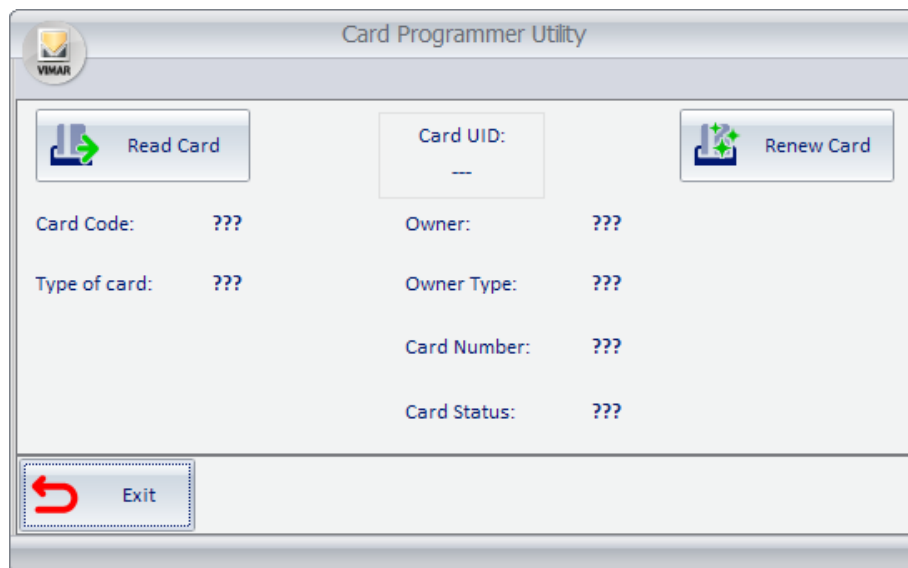 Card Programmer Utility
VIMAR
Read Card
Card UID:
---
Renew Card
Card Code: ???
Owner: ???
Type of card: ???
Owner Type: ???
Card Number: ???
Card Status: ???
Exit